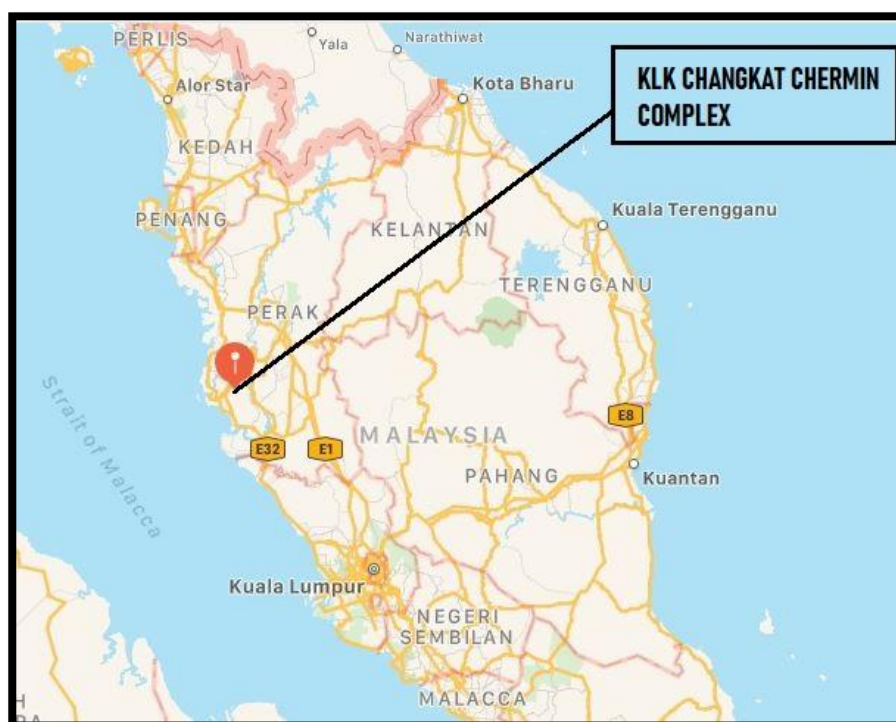 PERLIS
Yala
Narathiwat
KLK CHANGKAT CHERMIN
COMPLEX
Alor Star
Kota Bharu
KEDAH
PENANG
Kuala Terengganu
KELANTAN
TERENGGANU
PERAK
Strait of Malacca
E8
MALAYSIA
E32
E1
PAHANG
Kuantan
Kuala Lumpur
NEGERI
SEMBILAN
MALACCA